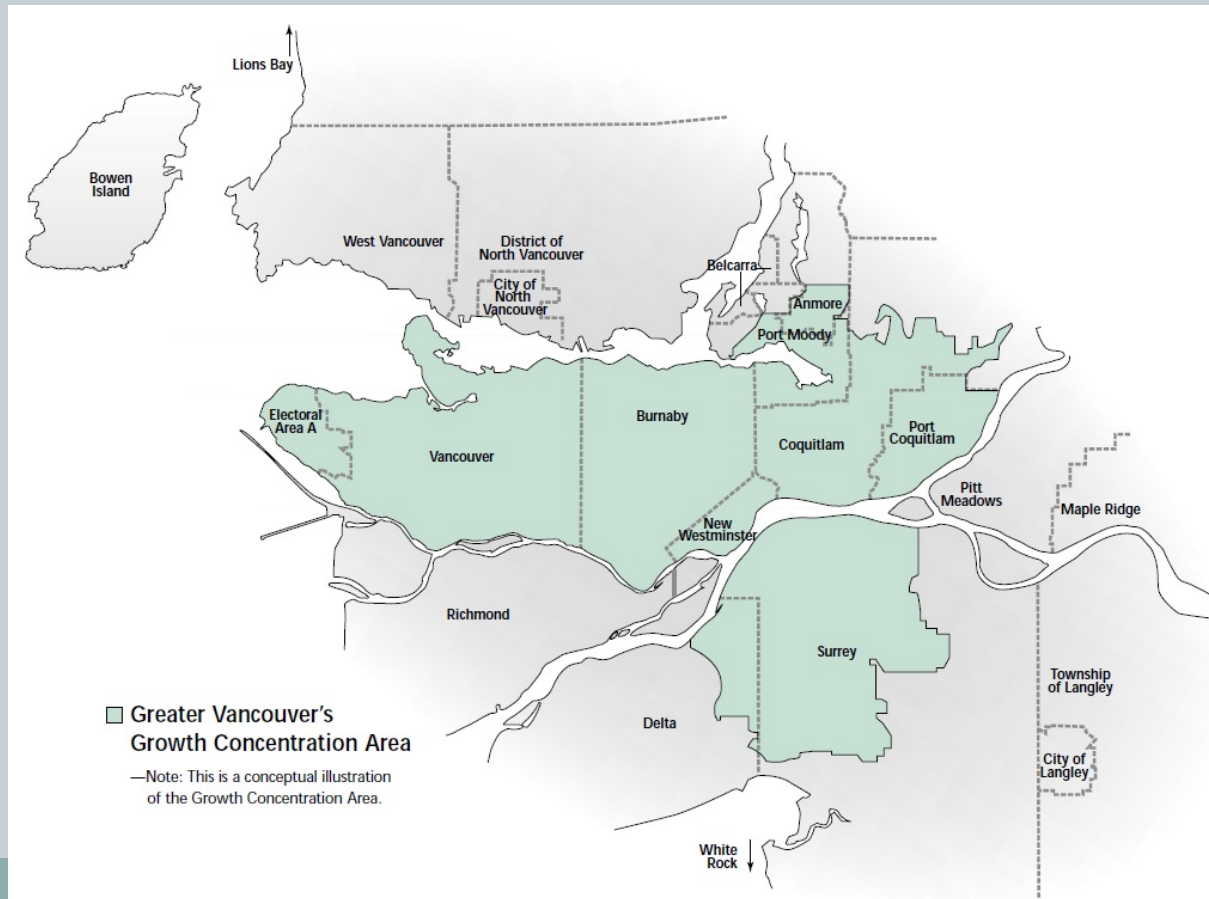 Lions Bay
Bowen
Island
West Vancouver
District of
North Vancouver
City of
North
Vancouver
Belcarra
Anmore
Port Moody
Electoral
Area A
Vancouver
Burnaby
Coquitlam
Port
Coquitlam
New
Westminster
Pitt
Meadows
Maple Ridge
Richmond
Surrey
Delta
Township
of Langley
City of
Langley
White
Rock
Greater Vancouver's
Growth Concentration Area
—Note: This is a conceptual illustration
of the Growth Concentration Area.